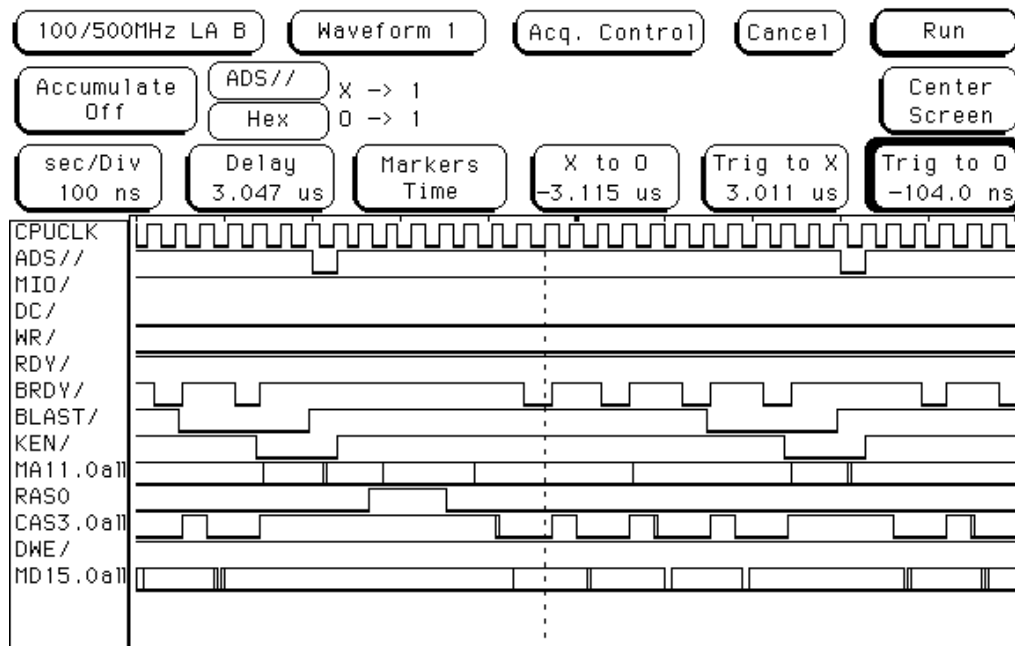 100/500MHz LA B  Waveform 1  Acq. Control  Cancel  Run
Accumulate Off  ADS//  X -> 1  Center Screen
Hex  O -> 1
sec/Div 100 ns  Delay 3.047 us  Markers Time  X to O -3.115 us  Trig to X 3.011 us  Trig to O -104.0 ns
CPUCLK
ADS//
MIO/
DC/
WR/
RDY/
BRDY/
BLAST/
KEN/
MA11.0all
RAS0
CAS3.0all
DWE/
MD15.0all